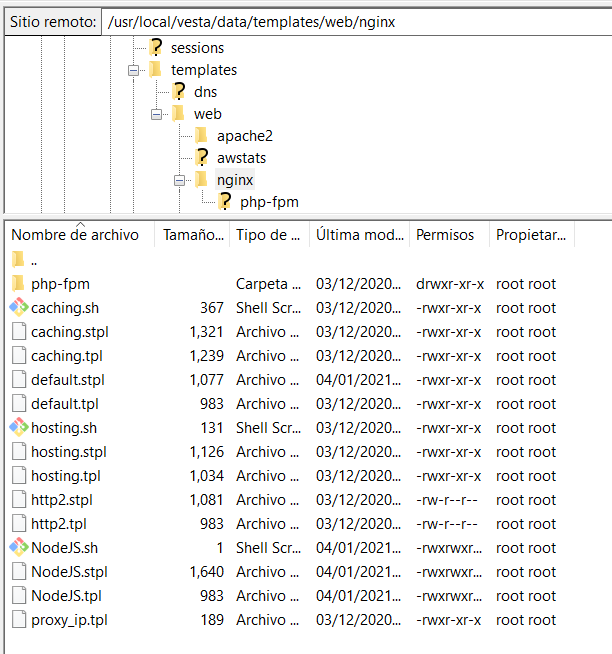 Sitio remoto: /usr/local/vesta/data/templates/web/nginx
sessions
templates
dns
web
apache2
awstats
nginx
php-fpm
Nombre de archivo Tamaño... Tipo de ... Última mod... Permisos Propietar...
..
php-fpm Carpeta ... 03/12/2020... drwxr-xr-x root root
caching.sh 367 Shell Scr... 03/12/2020... -rwxr-xr-x root root
caching.stpl 1,321 Archivo ... 03/12/2020... -rwxr-xr-x root root
caching.tpl 1,239 Archivo ... 03/12/2020... -rwxr-xr-x root root
default.stpl 1,077 Archivo ... 04/01/2021... -rwxr-xr-x root root
default.tpl 983 Archivo ... 03/12/2020... -rwxr-xr-x root root
hosting.sh 131 Shell Scr... 03/12/2020... -rwxr-xr-x root root
hosting.stpl 1,126 Archivo ... 03/12/2020... -rwxr-xr-x root root
hosting.tpl 1,034 Archivo ... 03/12/2020... -rwxr-xr-x root root
http2.stpl 1,081 Archivo ... 03/12/2020... -rw-r--r-- root root
http2.tpl 983 Archivo ... 03/12/2020... -rw-r--r-- root root
NodeJS.sh 1 Shell Scr... 04/01/2021... -rwxrwxr... root root
NodeJS.stpl 1,640 Archivo ... 04/01/2021... -rwxrwxr... root root
NodeJS.tpl 983 Archivo ... 04/01/2021... -rwxrwxr... root root
proxy_ip.tpl 189 Archivo ... 03/12/2020... -rwxr-xr-x root root